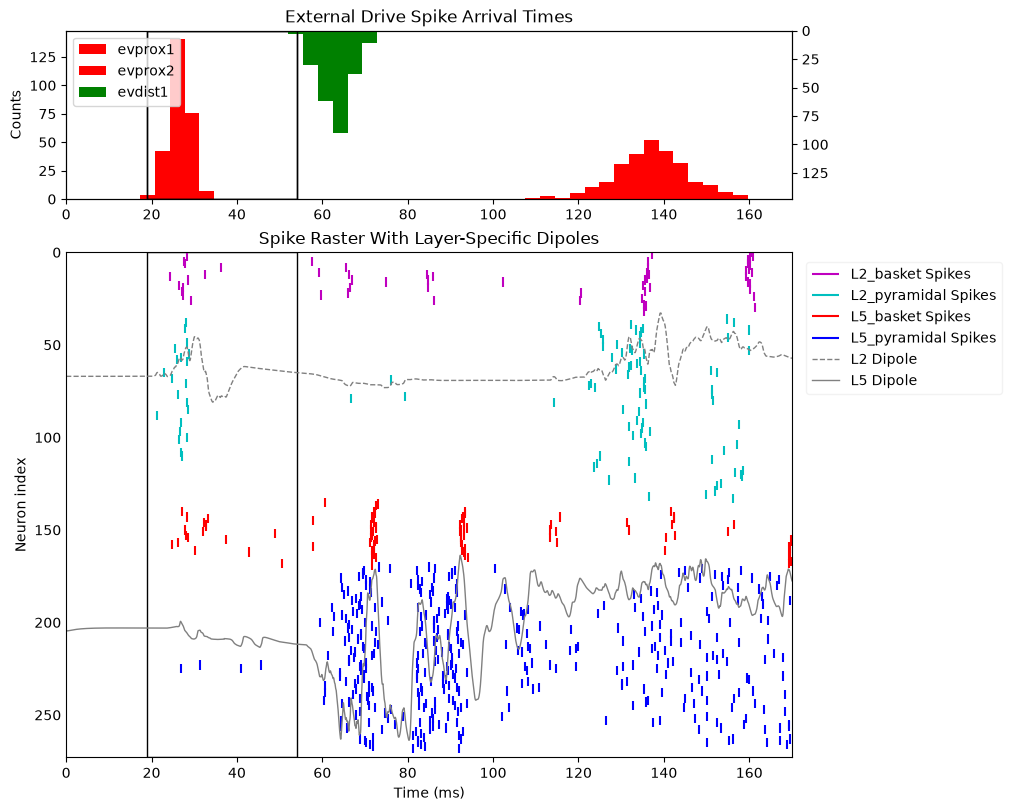 External Drive Spike Arrival Times
evprox1
evprox2
evdist1
Counts
0
25
50
75
100
125
0
25
50
75
100
125
0
20
40
60
80
100
120
140
160
Spike Raster With Layer-Specific Dipoles
Neuron index
0
50
100
150
200
250
0
20
40
60
80
100
120
140
160
Time (ms)
L2_basket Spikes
L2_pyramidal Spikes
L5_basket Spikes
L5_pyramidal Spikes
L2 Dipole
L5 Dipole